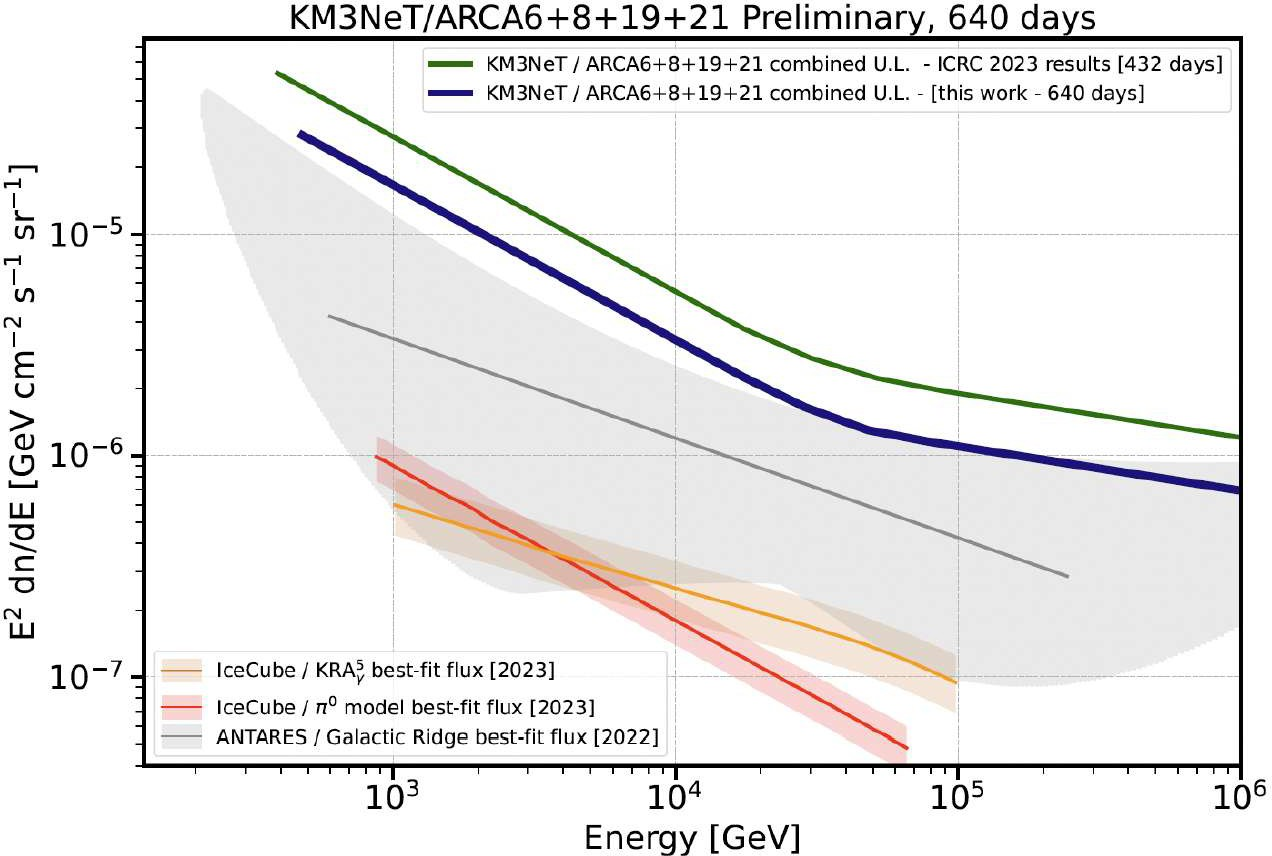 KM3NeT/ARCA6+8+19+21 Preliminary, 640 days
KM3NeT / ARCA6+8+19+21 combined U.L.  - ICRC 2023 results [432 days]
KM3NeT / ARCA6+8+19+21 combined U.L. - [this work - 640 days]
E² dn/dE [GeV cm⁻² s⁻¹ sr⁻¹]
10⁻⁵
10⁻⁶
10⁻⁷
IceCube / KRA⁵ᵧ best-fit flux [2023]
IceCube / π⁰ model best-fit flux [2023]
ANTARES / Galactic Ridge best-fit flux [2022]
10³ 10⁴ 10⁵ 10⁶
Energy [GeV]